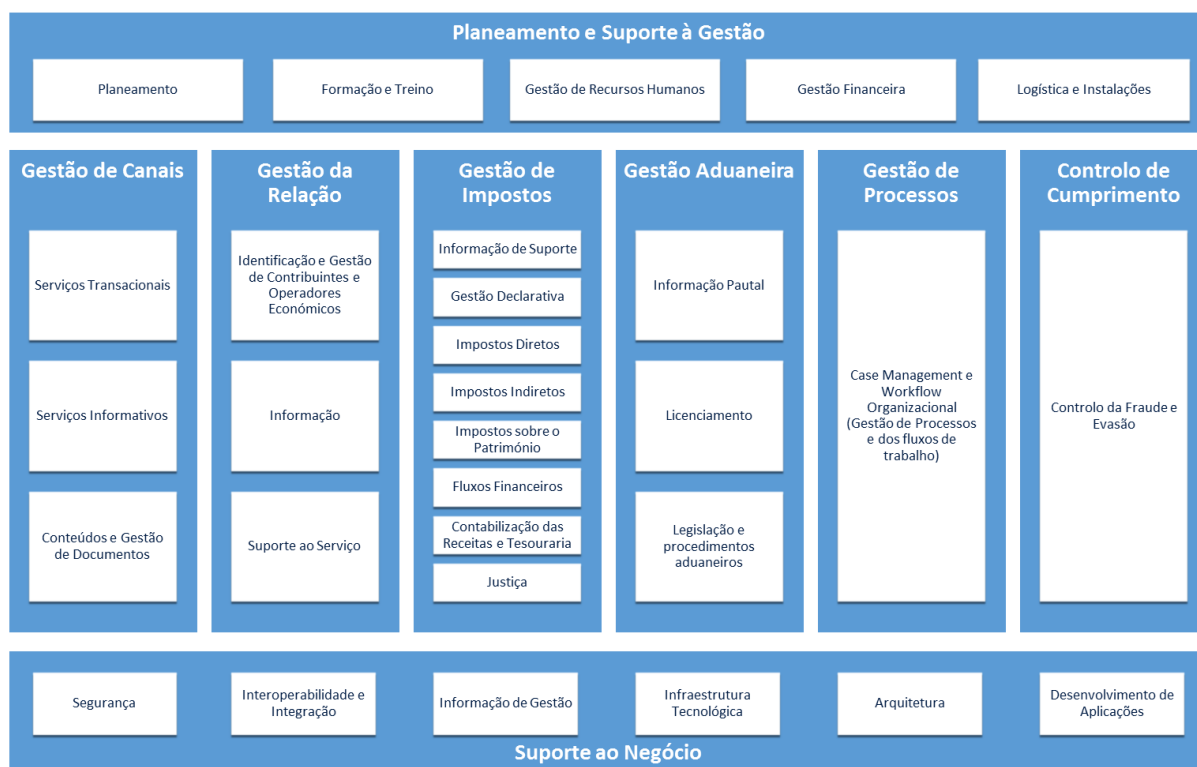 Planeamento e Suporte à Gestão
Planeamento
Formação e Treino
Gestão de Recursos Humanos
Gestão Financeira
Logística e Instalações
Gestão de Canais
Serviços Transacionais
Serviços Informativos
Conteúdos e Gestão
de Documentos
Gestão da
Relação
Identificação e Gestão
de Contribuintes e
Operadores
Económicos
Informação
Suporte ao Serviço
Gestão de
Impostos
Informação de Suporte
Gestão Declarativa
Impostos Diretos
Impostos Indiretos
Impostos sobre o
Património
Fluxos Financeiros
Contabilização das
Receitas e Tesouraria
Justiça
Gestão Aduaneira
Informação Pautal
Licenciamento
Legislação e
procedimentos
aduaneiros
Gestão de
Processos
Case Management e
Workflow
Organizacional
(Gestão de Processos
e dos fluxos de
trabalho)
Controlo de
Cumprimento
Controlo da Fraude e
Evasão
Segurança
Interoperabilidade e
Integração
Informação de Gestão
Infraestrutura
Tecnológica
Arquitetura
Desenvolvimento de
Aplicações
Suporte ao Negócio